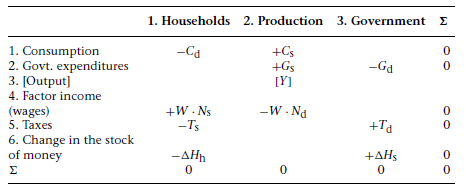 1. Households 2. Production 3. Government Σ
1. Consumption −Cd +Cs 0
2. Govt. expenditures +Gs −Gd 0
3. [Output] [Y]
4. Factor income
(wages) +W · Ns −W · Nd 0
5. Taxes −Ts +Td 0
6. Change in the stock
of money −ΔHh +ΔHs 0
Σ 0 0 0 0